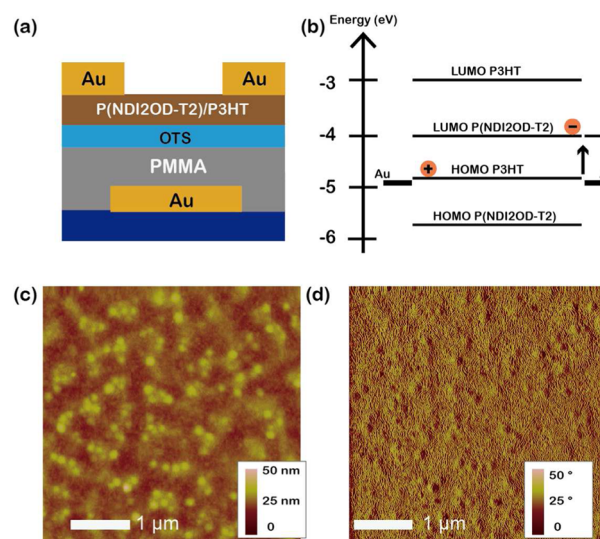 (a)
Au
Au
P(NDI2OD-T2)/P3HT
OTS
PMMA
Au
(b)
Energy (eV)
-3
-4
-5
-6
LUMO P3HT
LUMO P(NDI2OD-T2)
-
+
HOMO P3HT
Au
HOMO P(NDI2OD-T2)
(c)
50 nm
25 nm
0
1 µm
(d)
50 °
25 °
0
1 µm